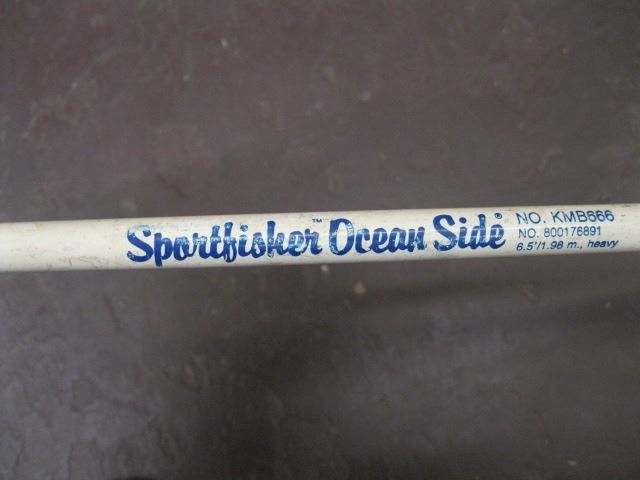 Sportfisher™ Ocean Side®
NO. KMB666
NO. 800176891
6.5'/1.98 m., heavy